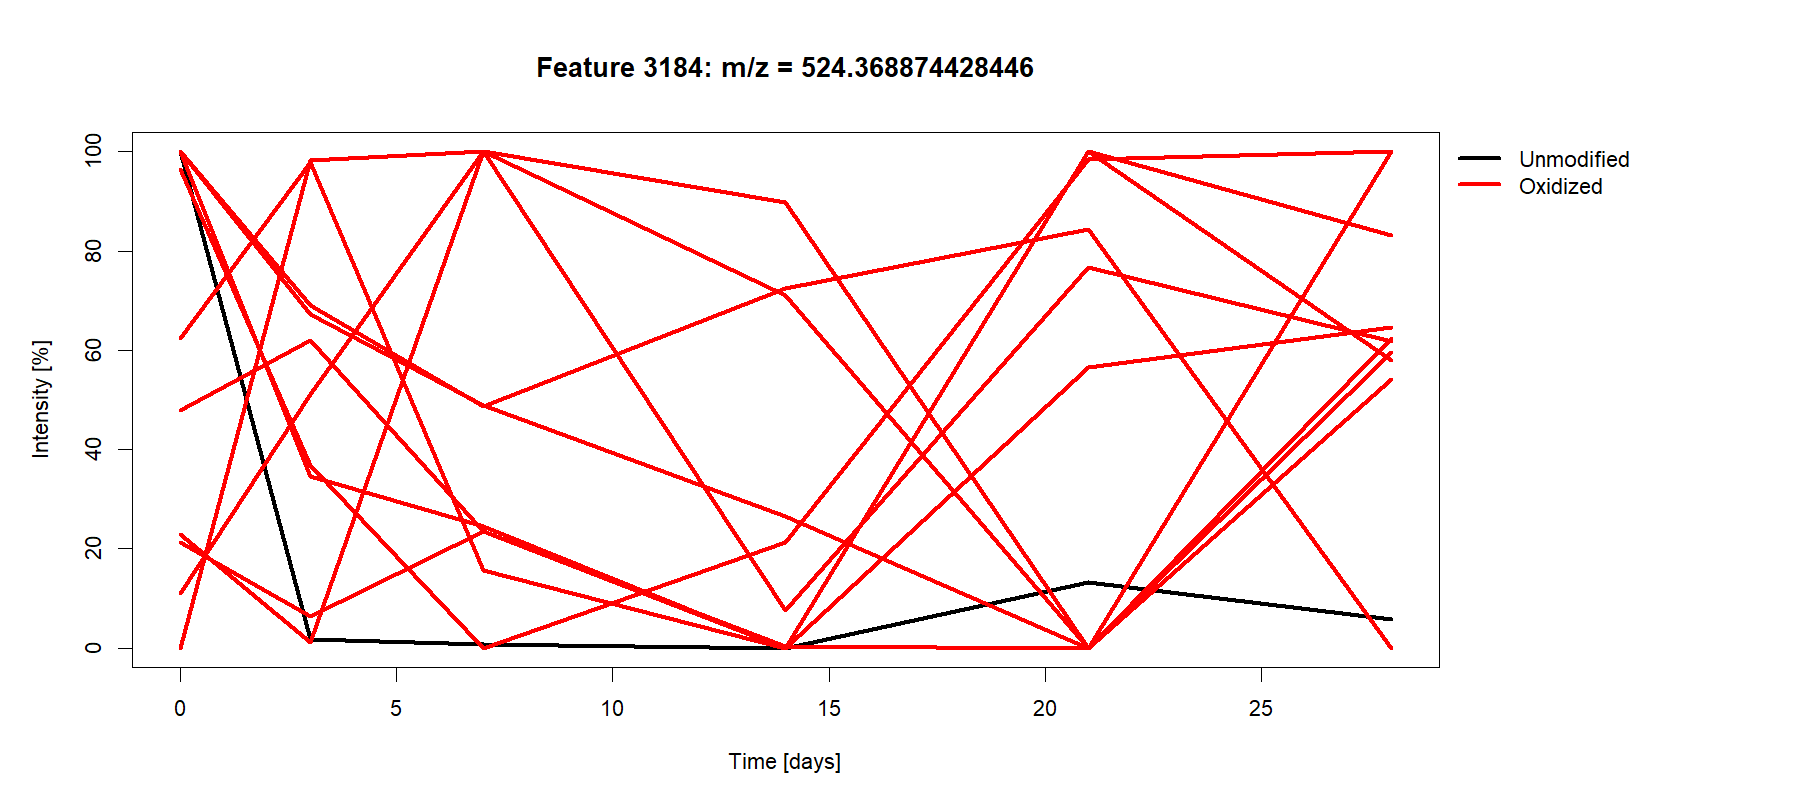 Feature 3184: m/z = 524.368874428446
Unmodified
Oxidized
Intensity [%]
100
80
60
40
20
0
0 5 10 15 20 25
Time [days]